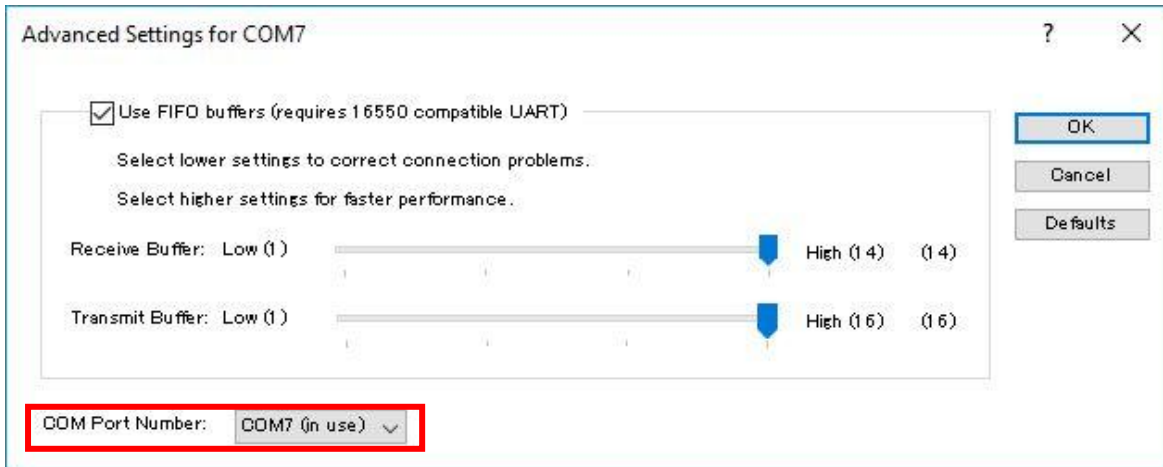 Advanced Settings for COM7
Use FIFO buffers (requires 16550 compatible UART)
Select lower settings to correct connection problems.
Select higher settings for faster performance.
Receive Buffer: Low (1) High (14) (14)
Transmit Buffer: Low (1) High (16) (16)
OK
Cancel
Defaults
COM Port Number: COM7 (in use)